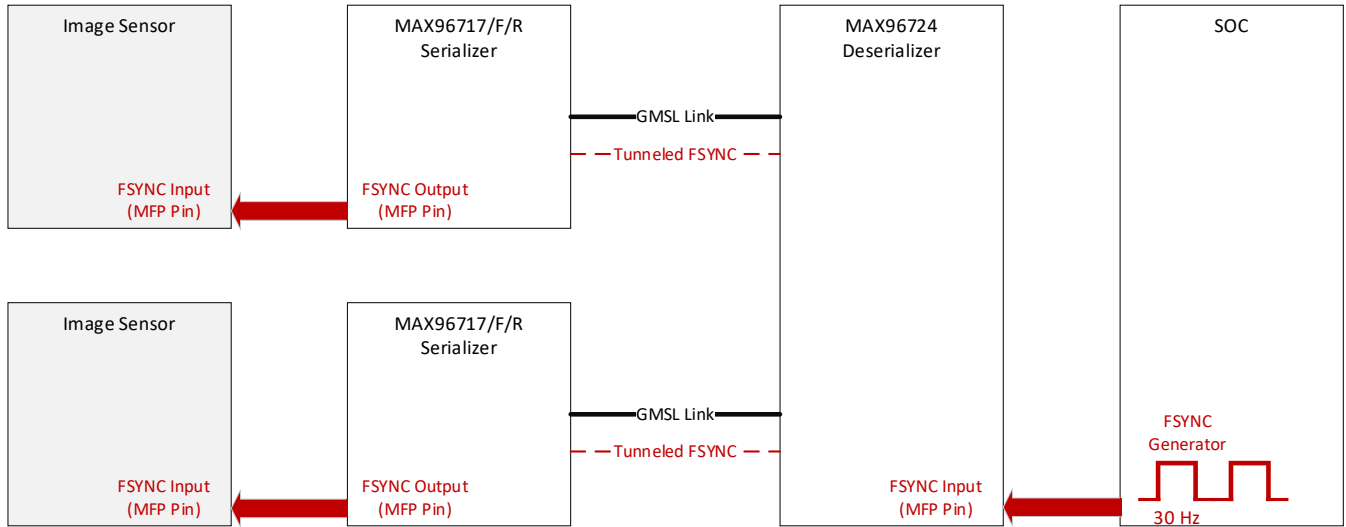 Image Sensor
MAX96717/F/R
Serializer
MAX96724
Deserializer
SOC
GMSL Link
Tunneled FSYNC
FSYNC Input
(MFP Pin)
FSYNC Output
(MFP Pin)
Image Sensor
MAX96717/F/R
Serializer
GMSL Link
Tunneled FSYNC
FSYNC
Generator
FSYNC Input
(MFP Pin)
FSYNC Output
(MFP Pin)
FSYNC Input
(MFP Pin)
30 Hz